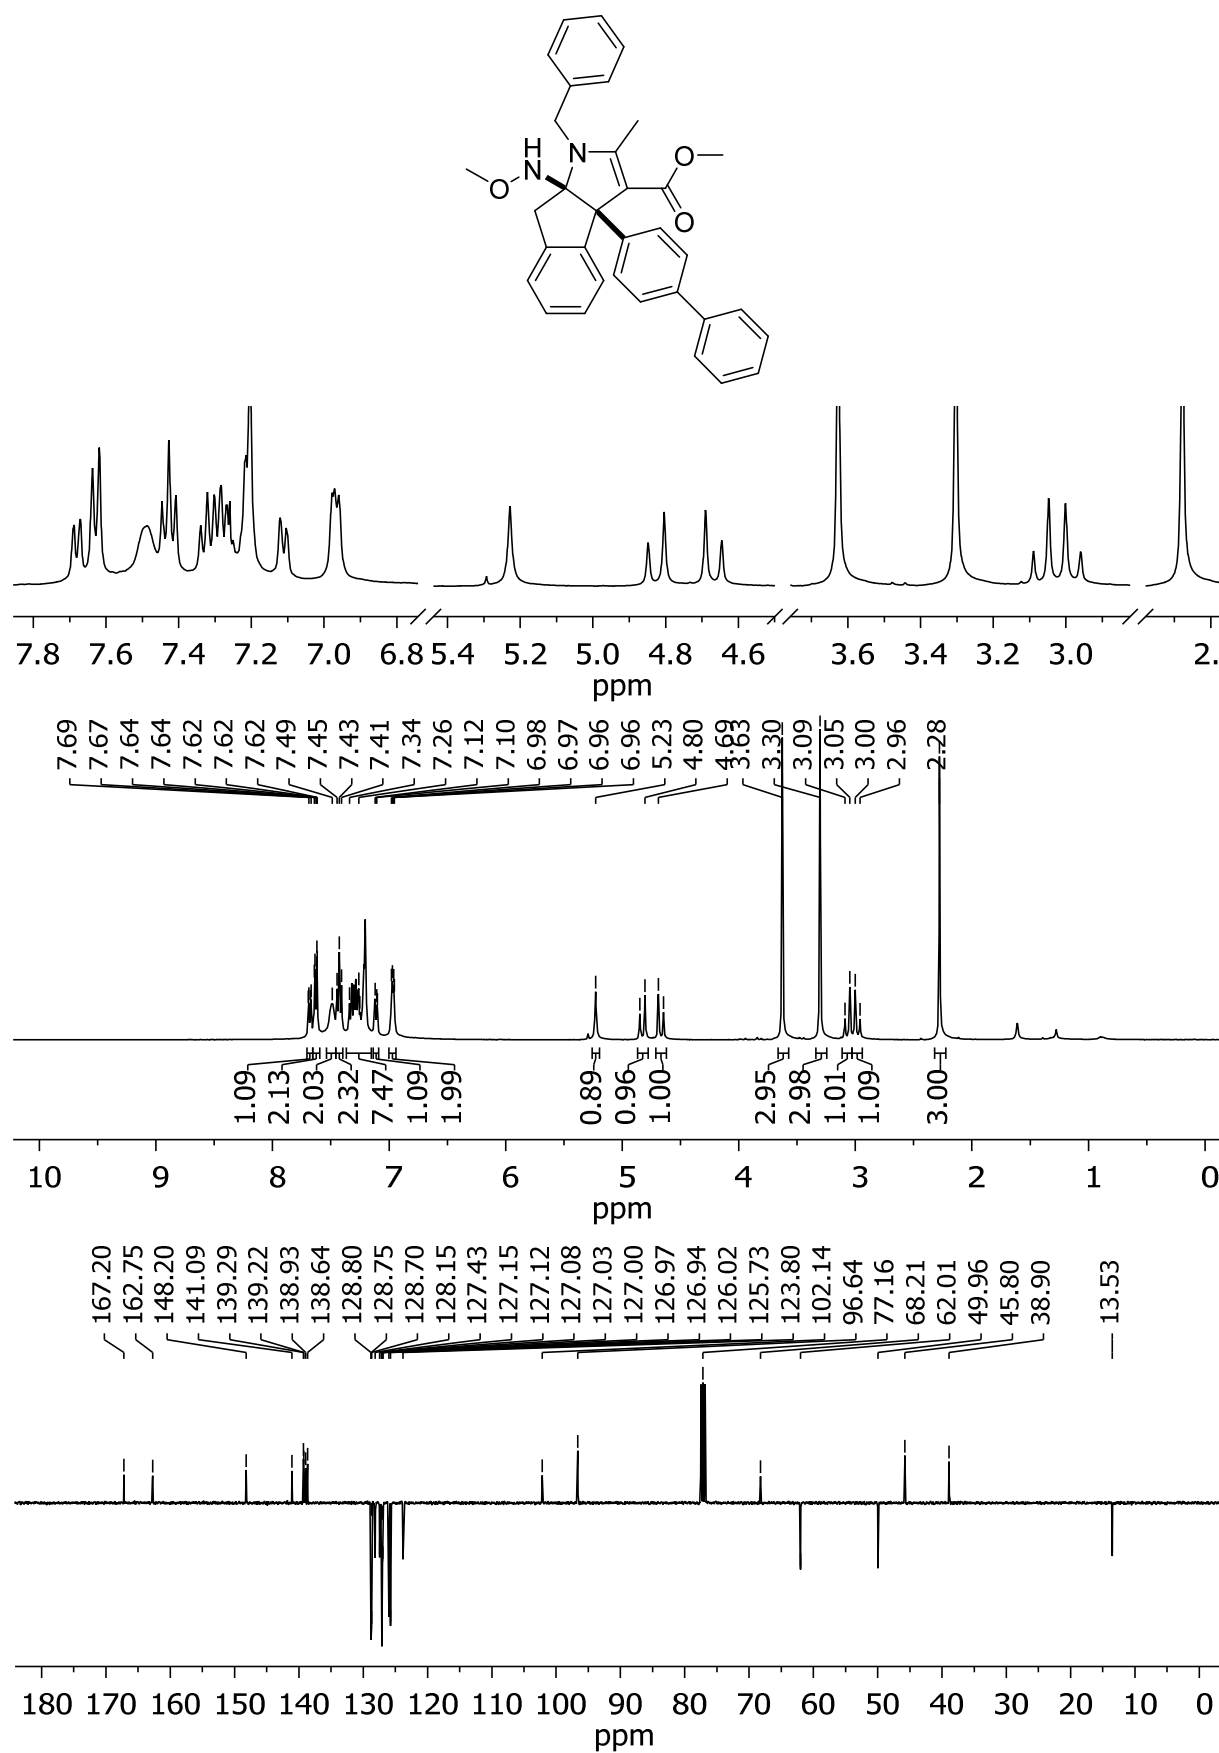 H
N
N
O
O
O
7.8 7.6 7.4 7.2 7.0 6.8 5.4 5.2 5.0 4.8 4.6 3.6 3.4 3.2 3.0 2.
ppm
7.69 7.67 7.64 7.64 7.62 7.62 7.62 7.49 7.45 7.43 7.41 7.34 7.26 7.12 7.10 6.98 6.97 6.96 6.96 5.23 4.80 4.69 3.63 3.30 3.09 3.05 3.00 2.96 2.28
1.09 2.13 2.03 2.32 7.47 1.09 1.99 0.89 0.96 1.00 2.95 2.98 1.01 1.09 3.00
10 9 8 7 6 5 4 3 2 1 0
ppm
167.20 162.75 148.20 141.09 139.29 139.22 138.93 138.64 128.80 128.75 128.70 128.15 127.43 127.15 127.12 127.08 127.03 127.00 126.97 126.94 126.02 125.73 123.80 102.14 96.64 77.16 68.21 62.01 49.96 45.80 38.90 13.53
180 170 160 150 140 130 120 110 100 90 80 70 60 50 40 30 20 10 0
ppm